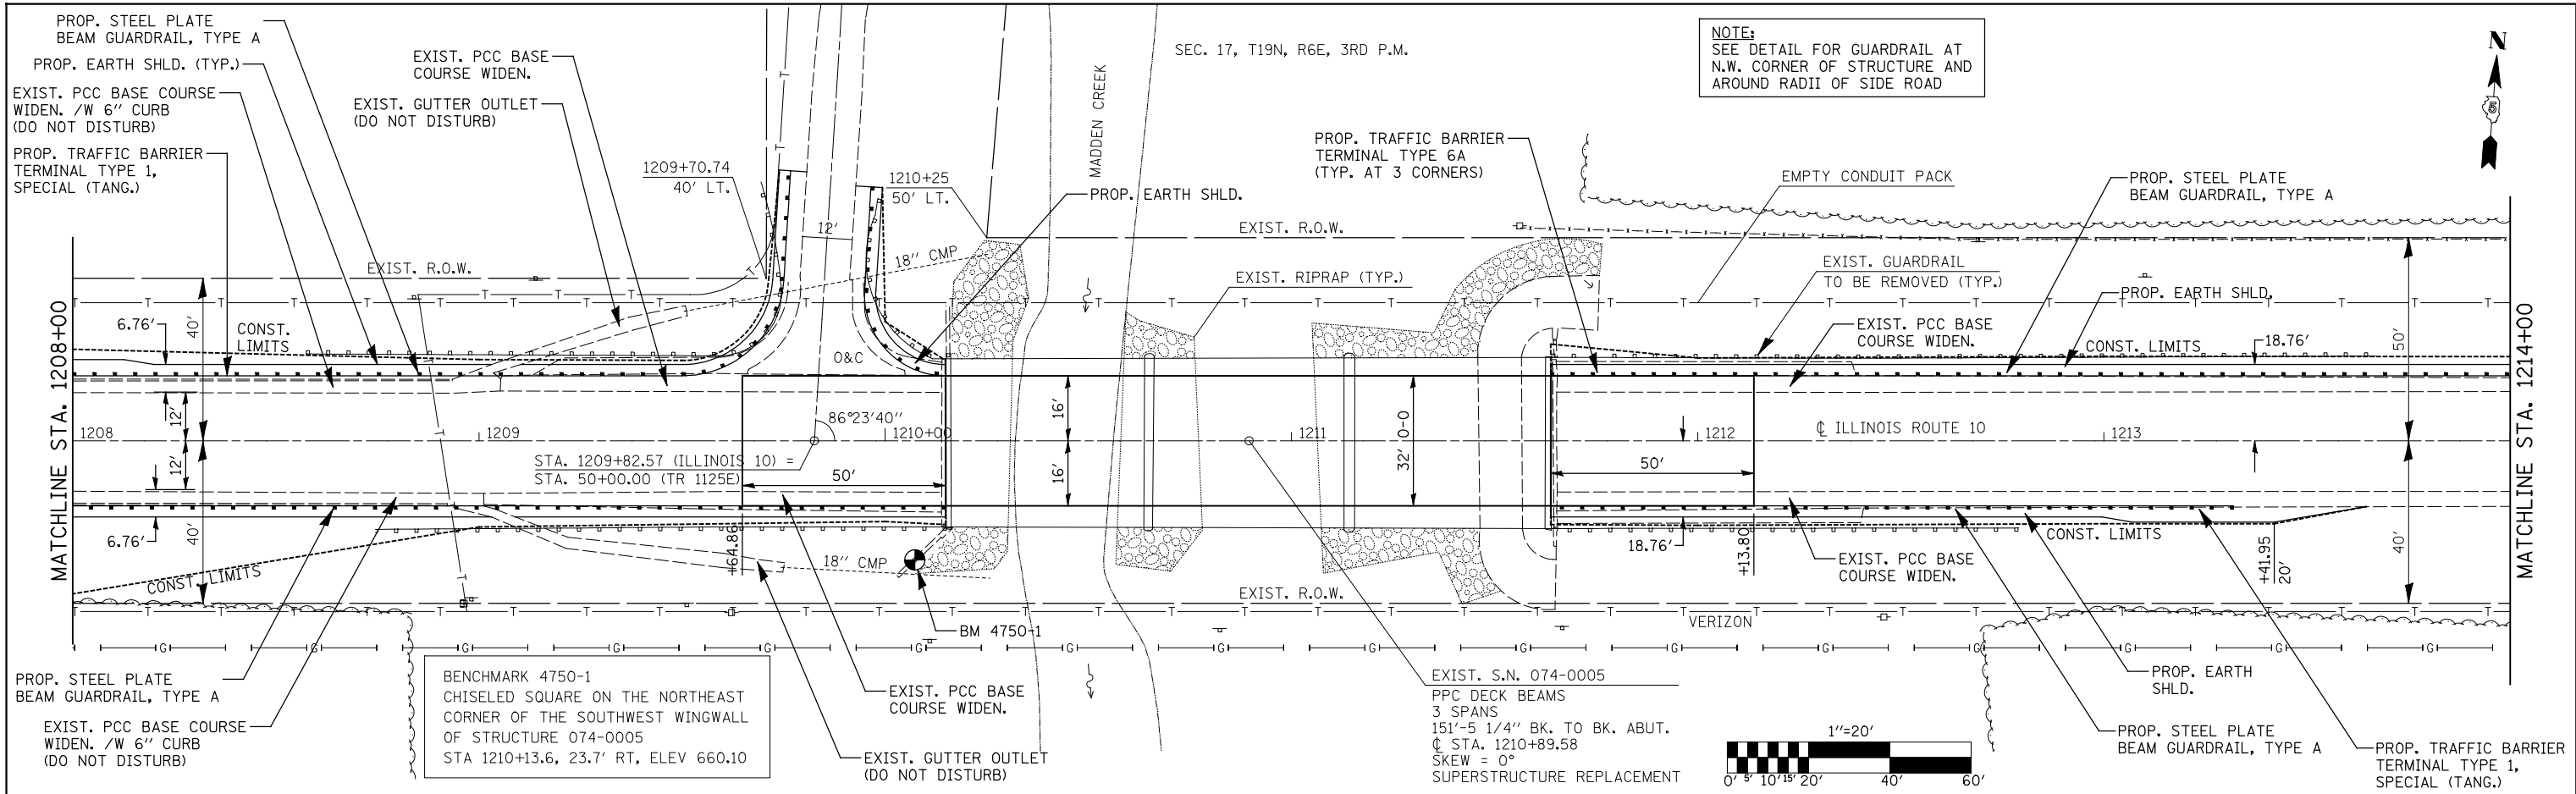 PROP. STEEL PLATE
BEAM GUARDRAIL, TYPE A
PROP. EARTH SHLD. (TYP.)
EXIST. PCC BASE COURSE
WIDEN. /W 6" CURB
(DO NOT DISTURB)
PROP. TRAFFIC BARRIER
TERMINAL TYPE 1,
SPECIAL (TANG.)
EXIST. PCC BASE
COURSE WIDEN.
EXIST. GUTTER OUTLET
(DO NOT DISTURB)
1209+70.74
40' LT.
1210+25
50' LT.
PROP. EARTH SHLD.
12'
18" CMP
MADDEN CREEK
SEC. 17, T19N, R6E, 3RD P.M.
NOTE:
SEE DETAIL FOR GUARDRAIL AT
N.W. CORNER OF STRUCTURE AND
AROUND RADII OF SIDE ROAD
N
5
PROP. TRAFFIC BARRIER
TERMINAL TYPE 6A
(TYP. AT 3 CORNERS)
EMPTY CONDUIT PACK
PROP. STEEL PLATE
BEAM GUARDRAIL, TYPE A
EXIST. R.O.W.
EXIST. R.O.W.
EXIST. RIPRAP (TYP.)
EXIST. GUARDRAIL
TO BE REMOVED (TYP.)
PROP. EARTH SHLD.
EXIST. PCC BASE
COURSE WIDEN.
CONST. LIMITS
18.76'
50'
MATCHLINE STA. 1208+00
6.76'
40'
CONST.
LIMITS
O&C
12'
12'
1208
1209
86°23'40"
1210+00
16'
16'
1211
32' O-O
1212
℄ ILLINOIS ROUTE 10
1213
MATCHLINE STA. 1214+00
STA. 1209+82.57 (ILLINOIS 10) =
STA. 50+00.00 (TR 1125E)
50'
50'
6.76'
40'
CONST. LIMITS
+64.86
18" CMP
18.76'
+13.80
EXIST. PCC BASE
COURSE WIDEN.
CONST. LIMITS
+41.95
20'
40'
EXIST. R.O.W.
VERIZON
BM 4750-1
PROP. STEEL PLATE
BEAM GUARDRAIL, TYPE A
EXIST. PCC BASE COURSE
WIDEN. /W 6" CURB
(DO NOT DISTURB)
BENCHMARK 4750-1
CHISELED SQUARE ON THE NORTHEAST
CORNER OF THE SOUTHWEST WINGWALL
OF STRUCTURE 074-0005
STA 1210+13.6, 23.7' RT, ELEV 660.10
EXIST. PCC BASE
COURSE WIDEN.
EXIST. GUTTER OUTLET
(DO NOT DISTURB)
EXIST. S.N. 074-0005
PPC DECK BEAMS
3 SPANS
151'-5 1/4" BK. TO BK. ABUT.
℄ STA. 1210+89.58
SKEW = 0°
SUPERSTRUCTURE REPLACEMENT
1"=20'
0' 5' 10' 15' 20' 40' 60'
PROP. EARTH
SHLD.
PROP. STEEL PLATE
BEAM GUARDRAIL, TYPE A
PROP. TRAFFIC BARRIER
TERMINAL TYPE 1,
SPECIAL (TANG.)